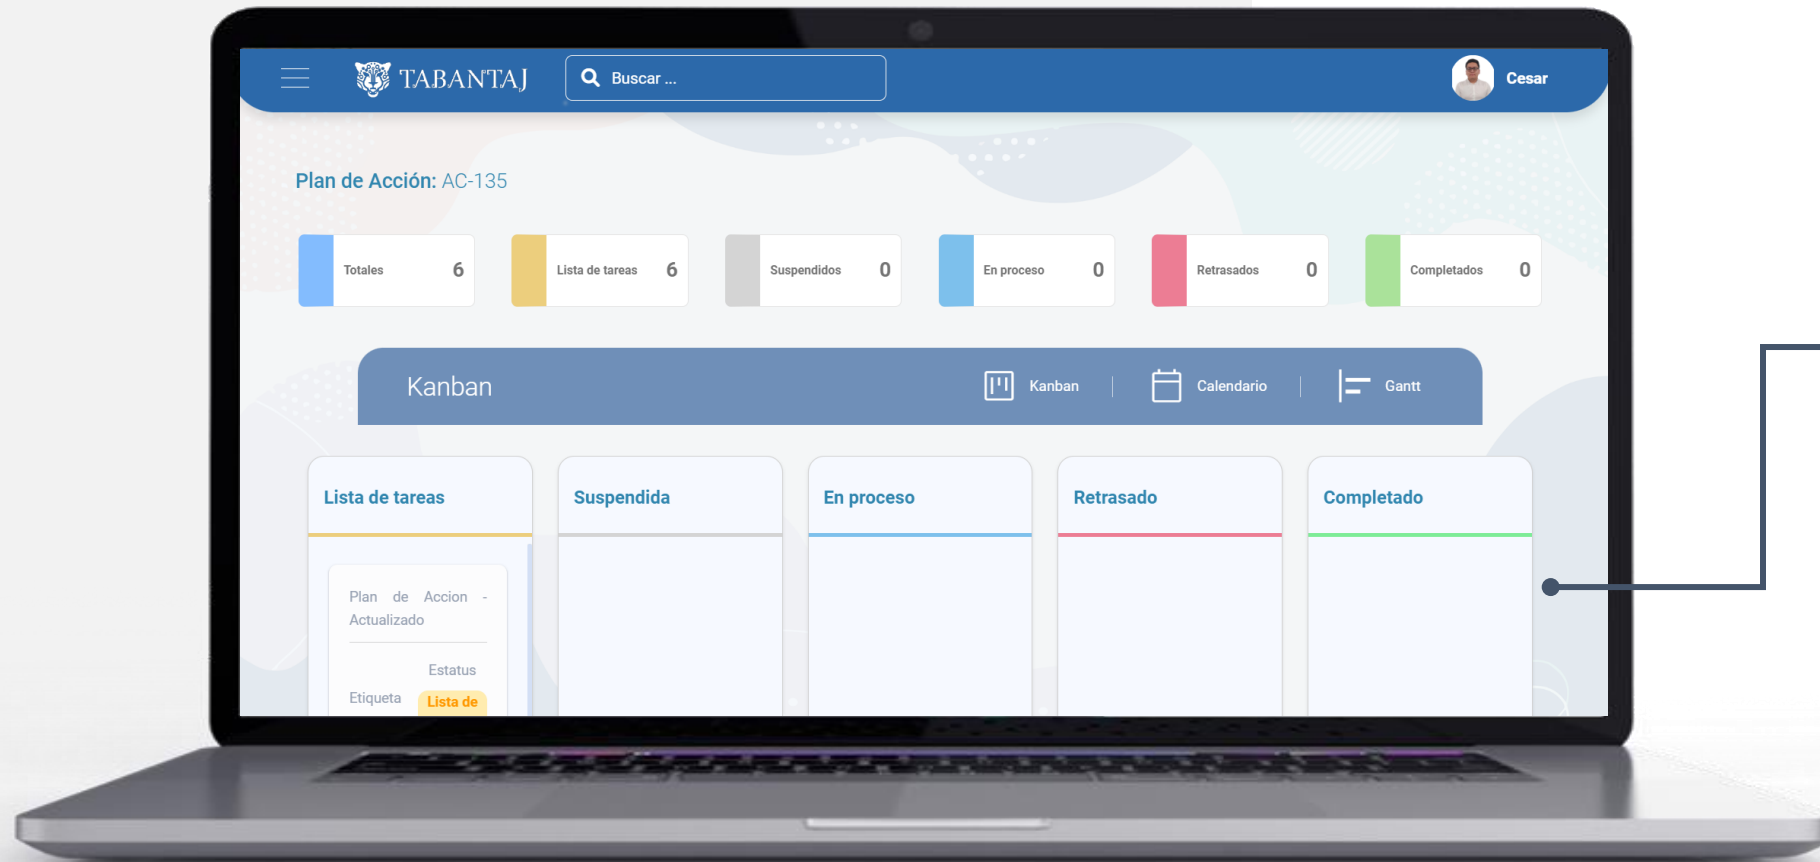 TABANTAJ
Buscar ...
Cesar
Plan de Acción: AC-135
Totales 6
Lista de tareas 6
Suspendidos 0
En proceso 0
Retrasados 0
Completados 0
Kanban
Kanban
Calendario
Gantt
Lista de tareas
Suspendida
En proceso
Retrasado
Completado
Plan de Accion -
Actualizado
Estatus
Etiqueta
Lista de